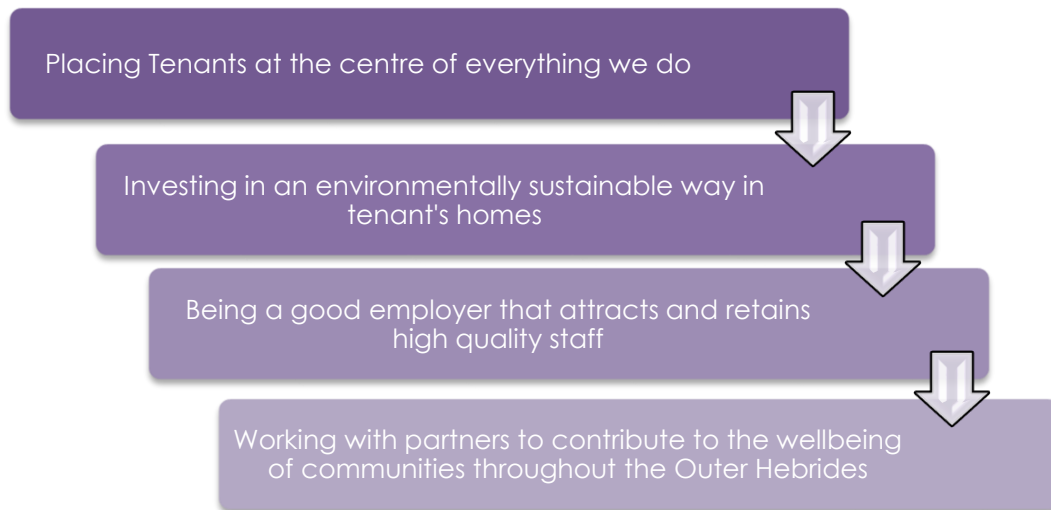 Placing Tenants at the centre of everything we do
Investing in an environmentally sustainable way in
tenant's homes
Being a good employer that attracts and retains
high quality staff
Working with partners to contribute to the wellbeing
of communities throughout the Outer Hebrides